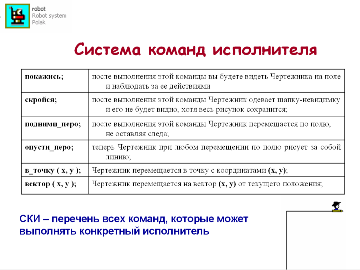 robot
Robot system
Polek
Система команд исполнителя
покажись; после выполнения этой команды вы будете видеть Чертежника на поле
и наблюдать за ее действиями
скройся; после выполнения этой команды Чертежник одевает шапку-невидимку
и его не будет видно, хотя весь рисунок сохранится;
подними_перо; после выполнения этой команды Чертежник перемещается по полю,
не оставляя следа;
опусти_перо; теперь Чертежник при любом перемещении по полю рисует за собой
линию;
в_точку ( x, y ); Чертежник перемещается в точку с координатами (x, y);
вектор ( x, y ); Чертежник перемещается на вектор (x, y) от текущего положения;
СКИ – перечень всех команд, которые может
выполнять конкретный исполнитель